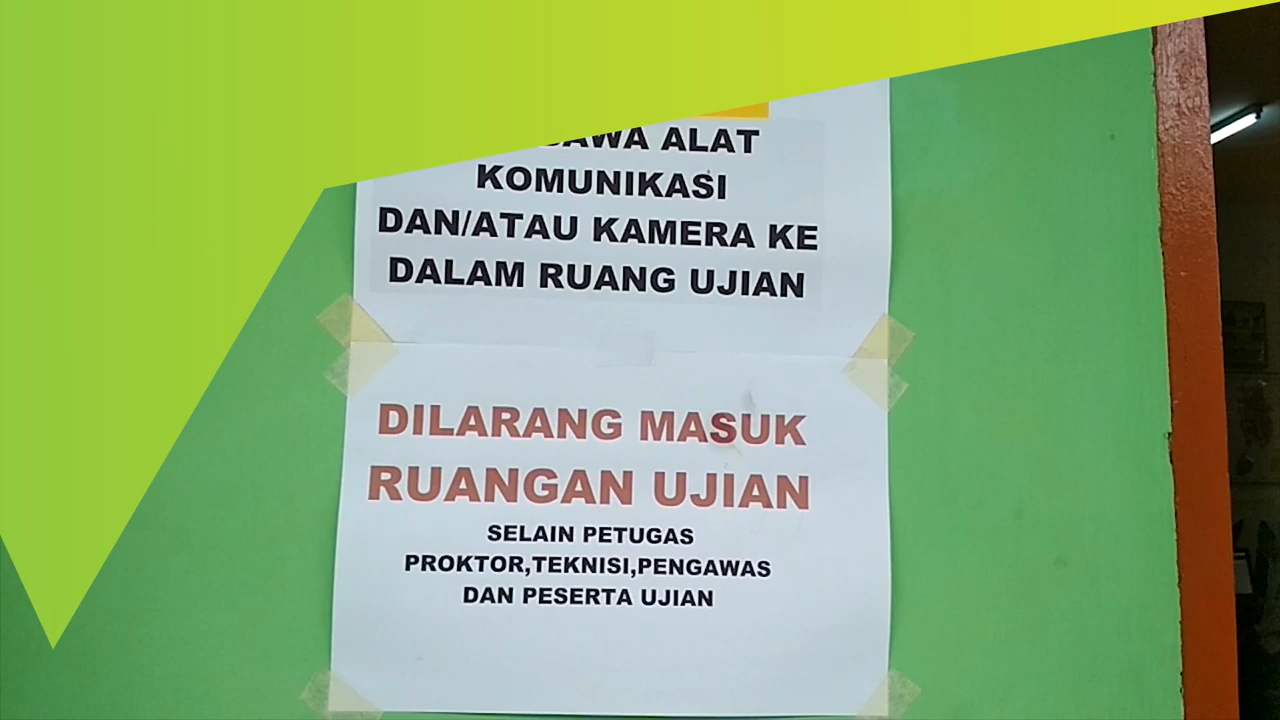 ALAT
KOMUNIKASI
DAN/ATAU KAMERA KE
DALAM RUANG UJIAN
DILARANG MASUK
RUANGAN UJIAN
SELAIN PETUGAS
PROKTOR,TEKNISI,PENGAWAS
DAN PESERTA UJIAN